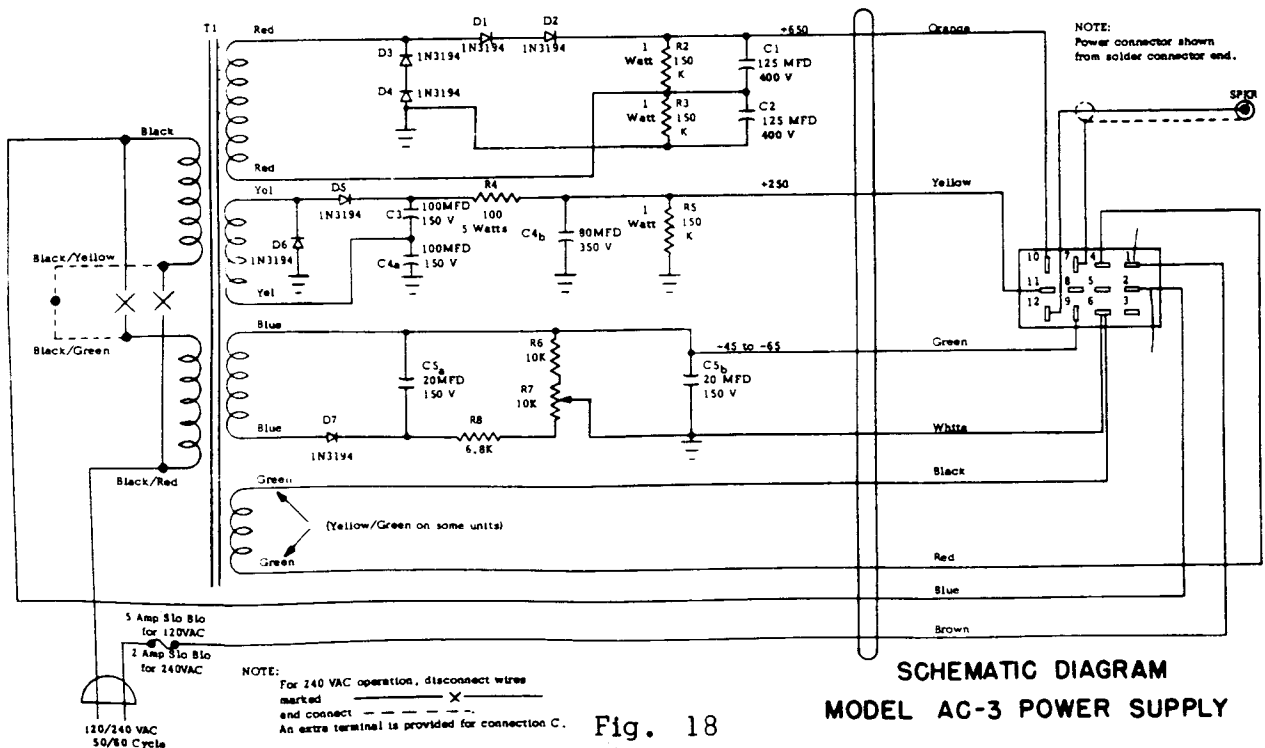 T1
Red
D1
D2
1N3194
1N3194
D3
1N3194
D4
1N3194
1
Watt
R2
150
K
1
Watt
R3
150
K
C1
125 MFD
400 V
C2
125 MFD
400 V
+650
Orange
NOTE:
Power connector shown
from solder connector end.
SPKR
Black
Red
Yol
D5
1N3194
D6
1N3194
C3
100MFD
150 V
100MFD
C4a
150 V
R4
100
5 Watts
C4b
80MFD
350 V
1
Watt
R5
150
K
+250
Yellow
Yel
Black/Yellow
Black/Green
10
7
4
1
11
8
5
2
12
9
6
3
Blue
C5a
20MFD
150 V
R6
10K
R7
10K
-45 to -65
C5b
20 MFD
150 V
Green
Blue
D7
1N3194
R8
6.8K
White
Black/Red
Green
Black
(Yellow/Green on some units)
Green
Red
Blue
Brown
5 Amp Slo Blo
for 120VAC
2 Amp Slo Blo
for 240VAC
120/240 VAC
50/60 Cycle
NOTE:
For 240 VAC operation, disconnect wires
marked X
and connect
An extra terminal is provided for connection C.
Fig. 18
SCHEMATIC DIAGRAM
MODEL AC-3 POWER SUPPLY